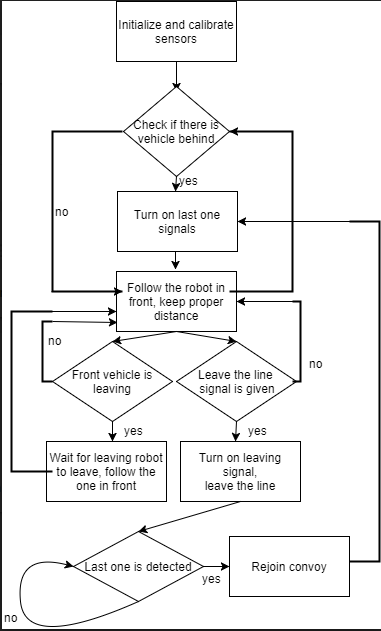 Initialize and calibrate
sensors
Check if there is
vehicle behind
yes
no
Turn on last one
signals
Follow the robot in
front, keep proper
distance
no
Front vehicle is
leaving
Leave the line
signal is given
no
yes
yes
Wait for leaving robot
to leave, follow the
one in front
Turn on leaving
signal,
leave the line
Last one is detected
yes
Rejoin convoy
no